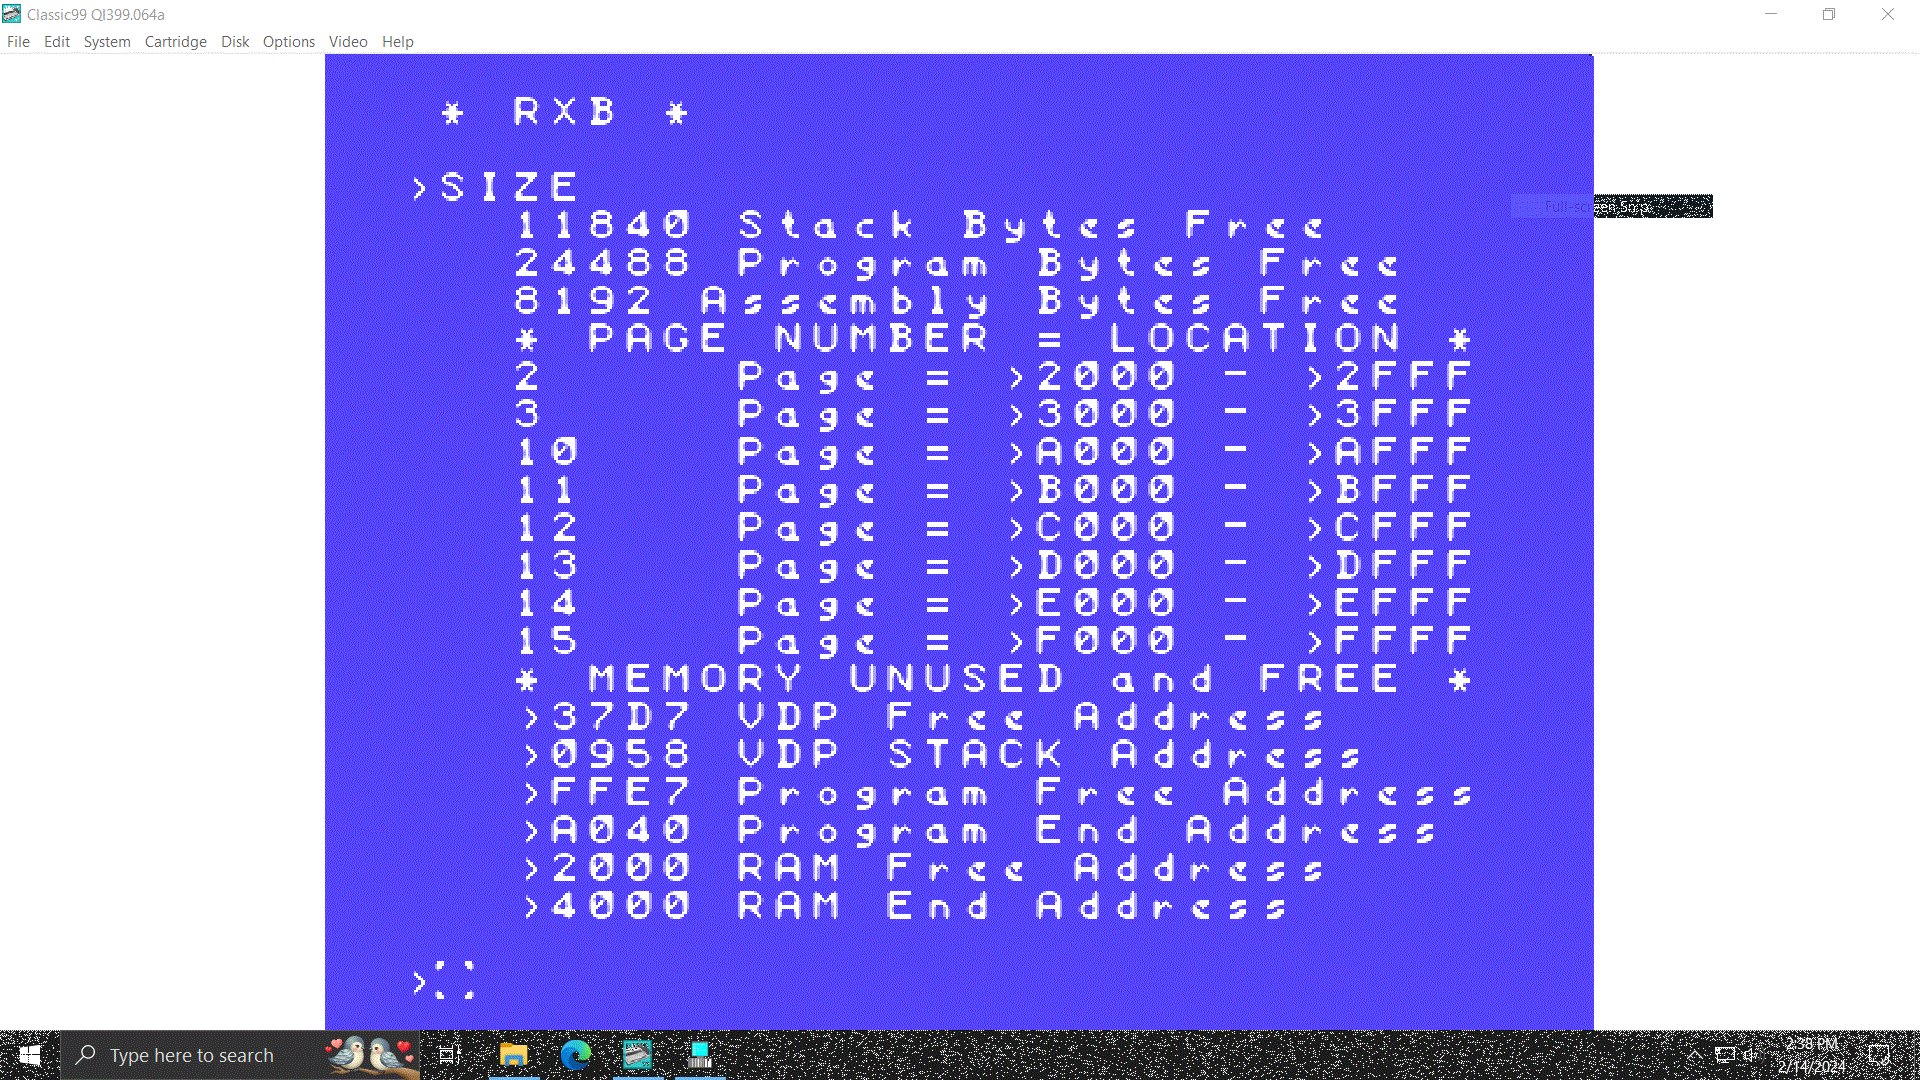 Classic99 QI399.064a
File Edit System Cartridge Disk Options Video Help
* RXB *
>SIZE
11840 Stack Bytes Free
24488 Program Bytes Free
8192 Assembly Bytes Free
* PAGE NUMBER = LOCATION *
2 Page = >2000 - >2FFF
3 Page = >3000 - >3FFF
10 Page = >A000 - >AFFF
11 Page = >B000 - >BFFF
12 Page = >C000 - >CFFF
13 Page = >D000 - >DFFF
14 Page = >E000 - >EFFF
15 Page = >F000 - >FFFF
* MEMORY UNUSED and FREE *
>37D7 VDP Free Address
>0958 VDP STACK Address
>FFE7 Program Free Address
>A040 Program End Address
>2000 RAM Free Address
>4000 RAM End Address
>
Full-screen Snip
Type here to search
2:38 PM
2/14/2024